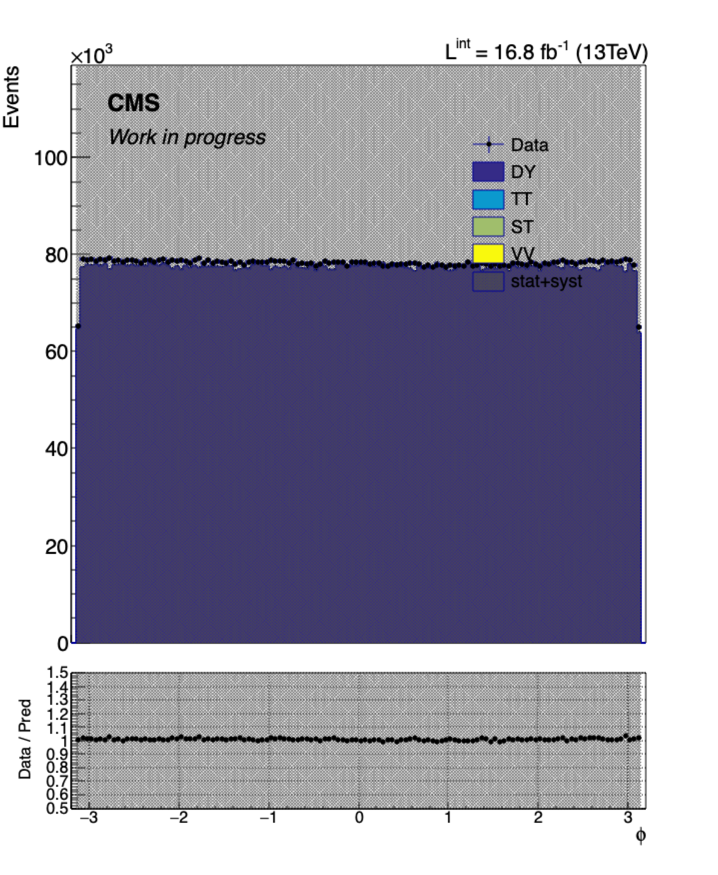 ×10³
L^int = 16.8 fb⁻¹ (13TeV)
Events
CMS
Work in progress
Data
DY
TT
ST
VV
stat+syst
100
80
60
40
20
0
Data / Pred
1.5
1.4
1.3
1.2
1.1
1
0.9
0.8
0.7
0.6
0.5
−3
−2
−1
0
1
2
3
ϕ